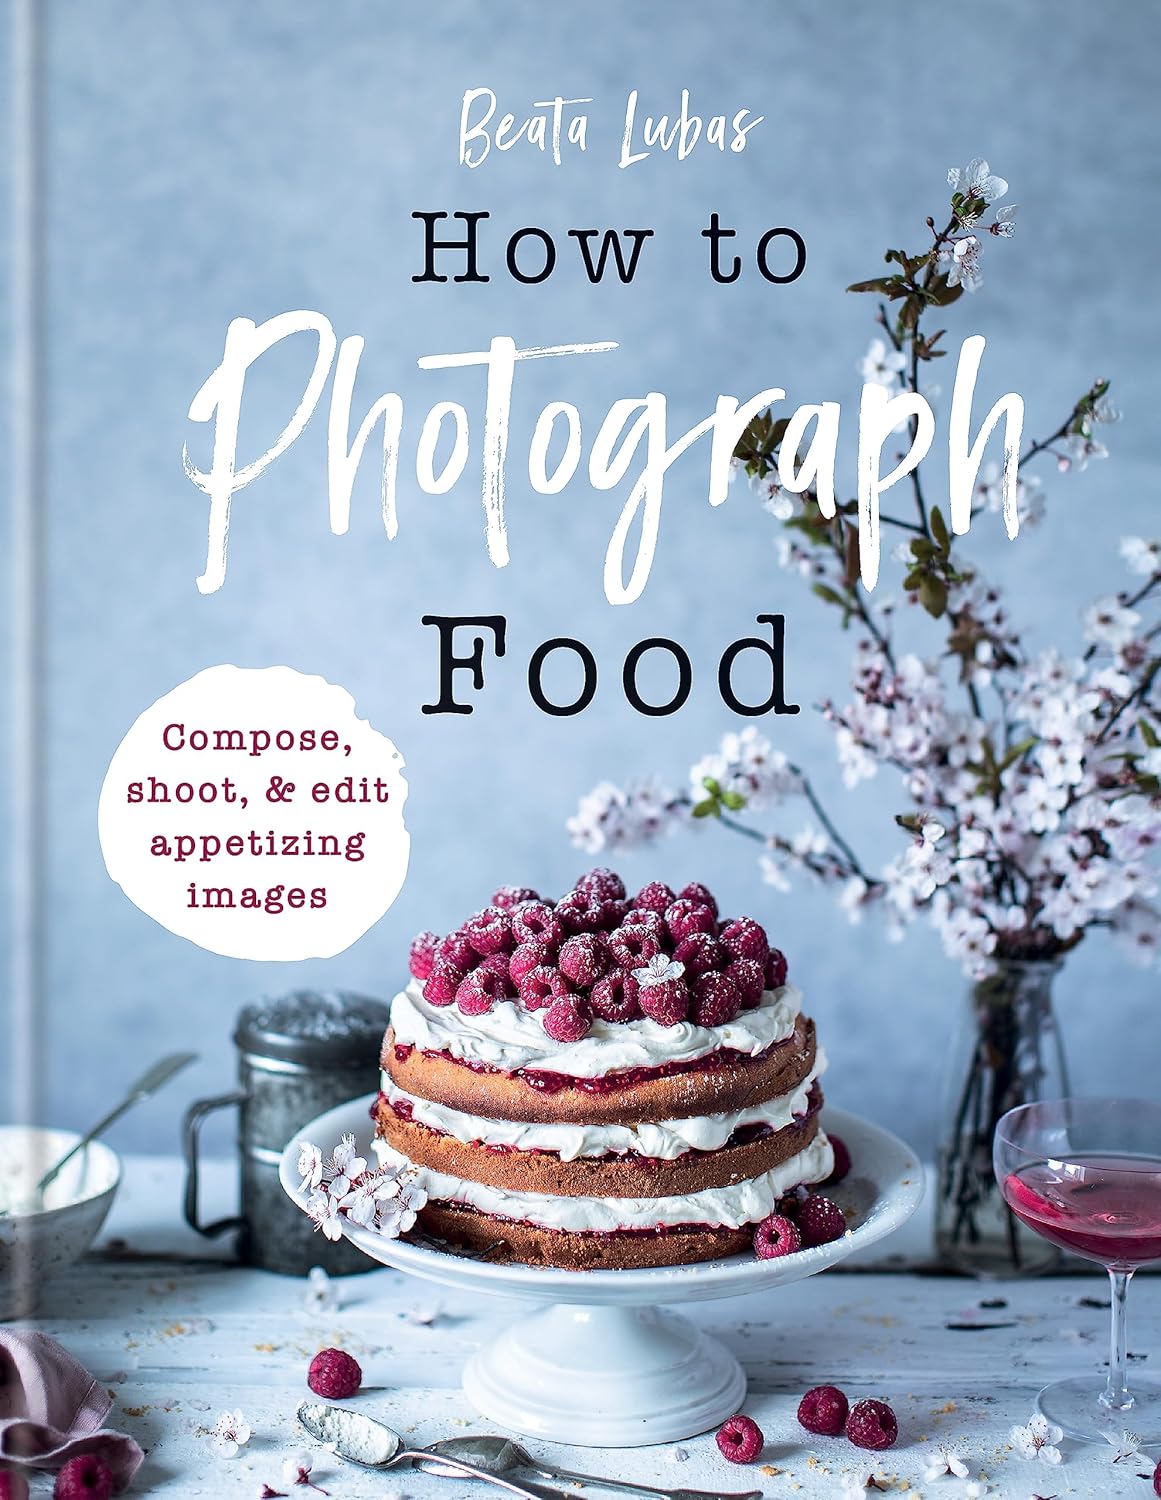 Beata Lubas
How to
Photograph
Food
Compose,
shoot, & edit
appetizing
images